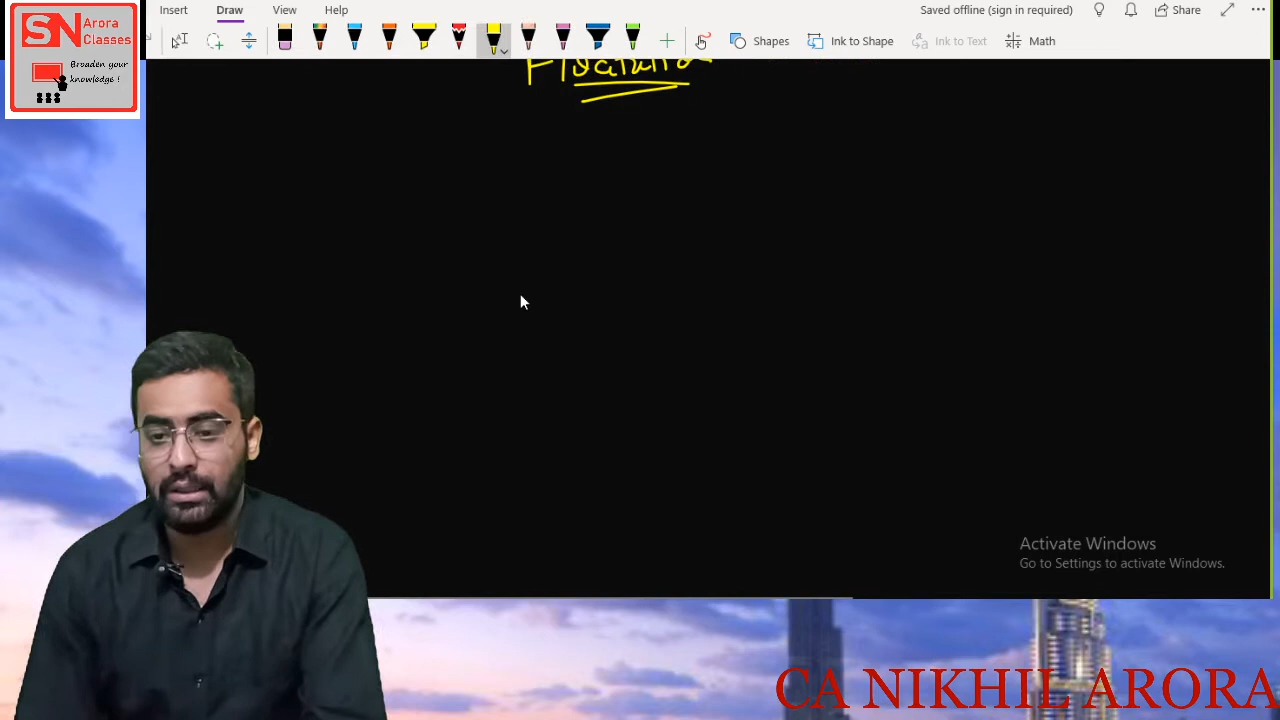 SN
Arora
Classes
Broaden your
knowledge !
Insert Draw View Help
Saved offline (sign in required)
Share
Shapes
Ink to Shape
Ink to Text
Math
Activate Windows
Go to Settings to activate Windows.
CA NIKHIL ARORA